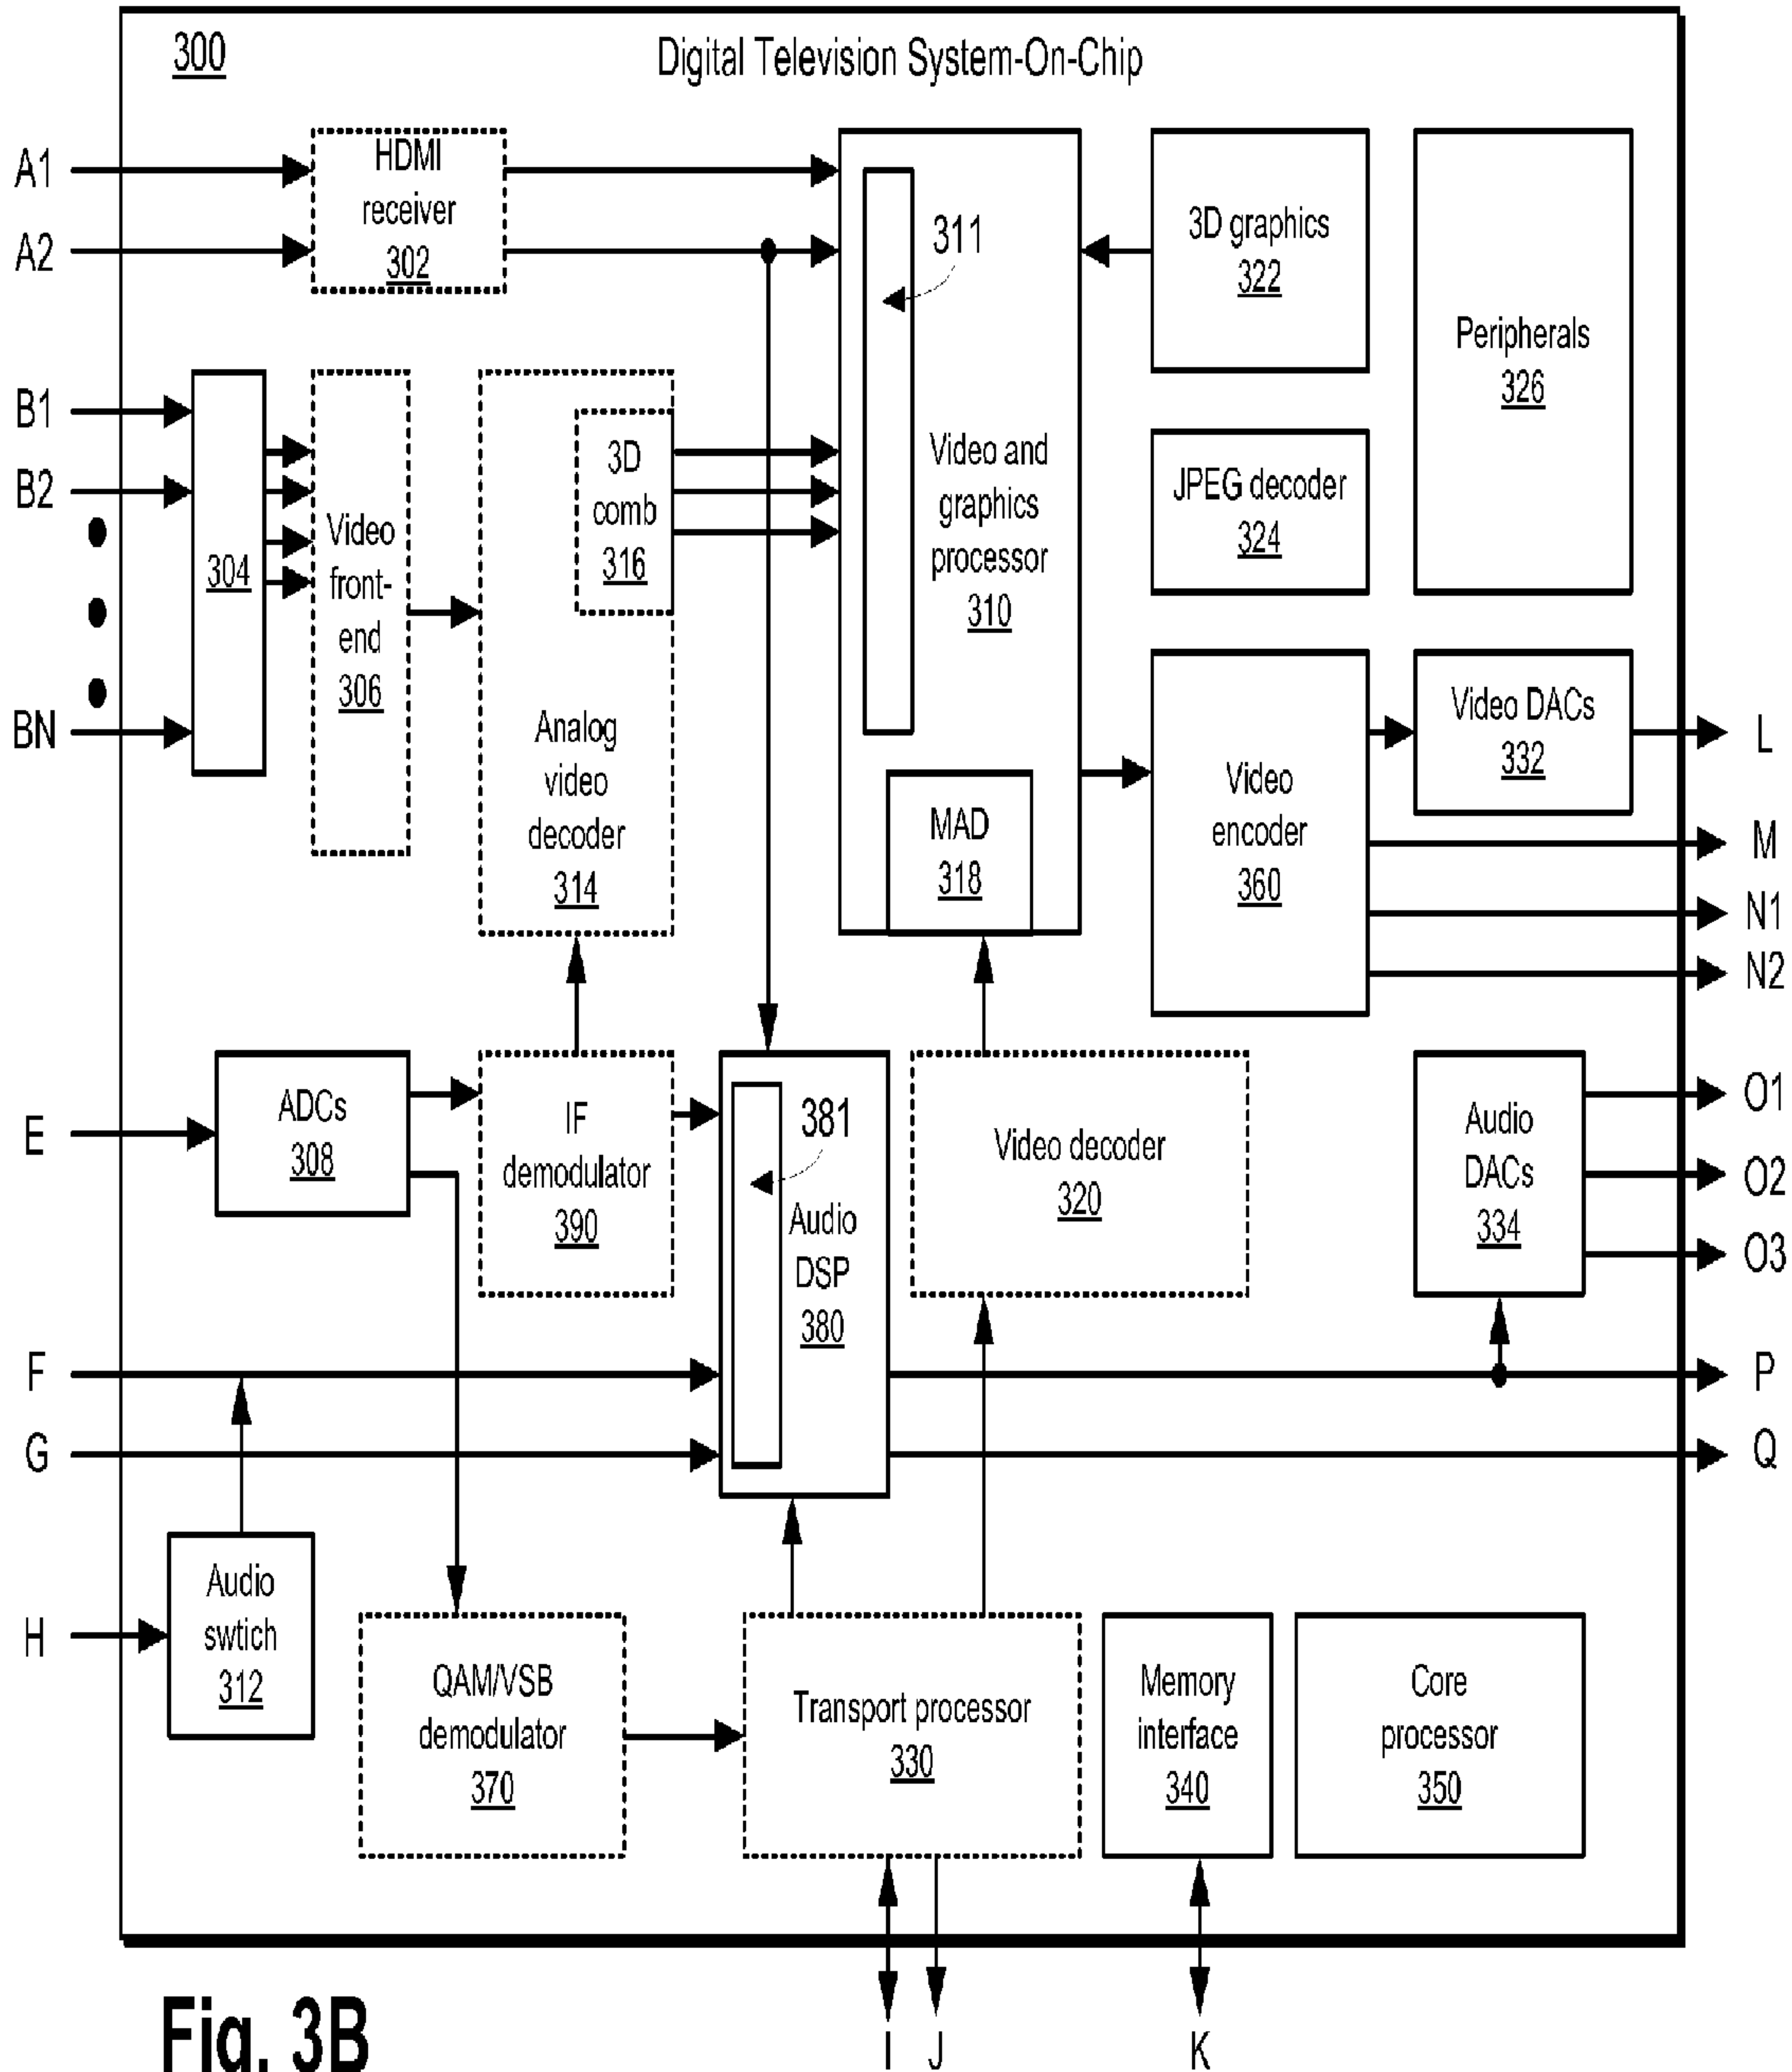 300
Digital Television System-On-Chip
A1
A2
HDMI
receiver
302
311
3D graphics
322
Peripherals
326
B1
B2
BN
304
Video
front-
end
306
3D
comb
316
Analog
video
decoder
314
Video and
graphics
processor
310
MAD
318
JPEG decoder
324
Video
encoder
360
Video DACs
332
L
M
N1
N2
E
ADCs
308
IF
demodulator
390
381
Audio
DSP
380
Video decoder
320
Audio
DACs
334
O1
O2
O3
F
G
P
Q
H
Audio
swtich
312
QAM/VSB
demodulator
370
Transport processor
330
Memory
interface
340
Core
processor
350
I
J
K
Fig. 3B